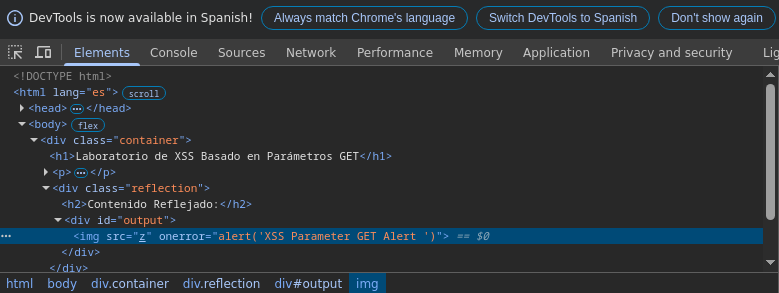 DevTools is now available in Spanish! Always match Chrome's language Switch DevTools to Spanish Don't show again
Elements Console Sources Network Performance Memory Application Privacy and security Lig
<!DOCTYPE html>
<html lang="es"> scroll
<head> ... </head>
<body> flex
<div class="container">
<h1>Laboratorio de XSS Basado en Parámetros GET</h1>
<p> ... </p>
<div class="reflection">
<h2>Contenido Reflejado:</h2>
<div id="output">
... <img src="z" onerror="alert('XSS Parameter GET Alert ')"> == $0
</div>
</div>
html body div.container div.reflection div#output img